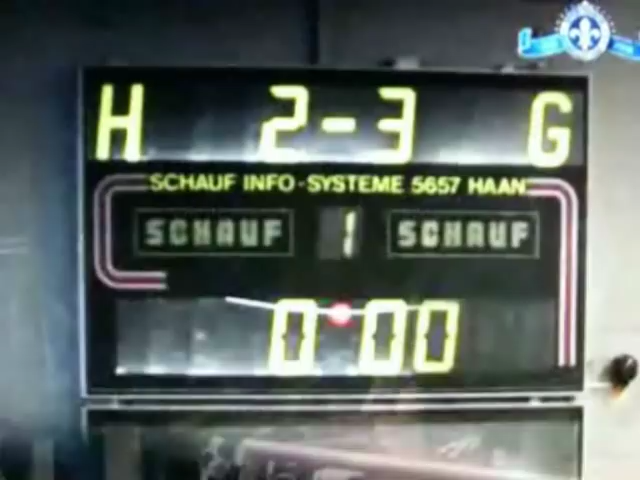 H 2-3 G
SCHAUF INFO-SYSTEME 5657 HAAN
SCHAUF 1 SCHAUF
0 00